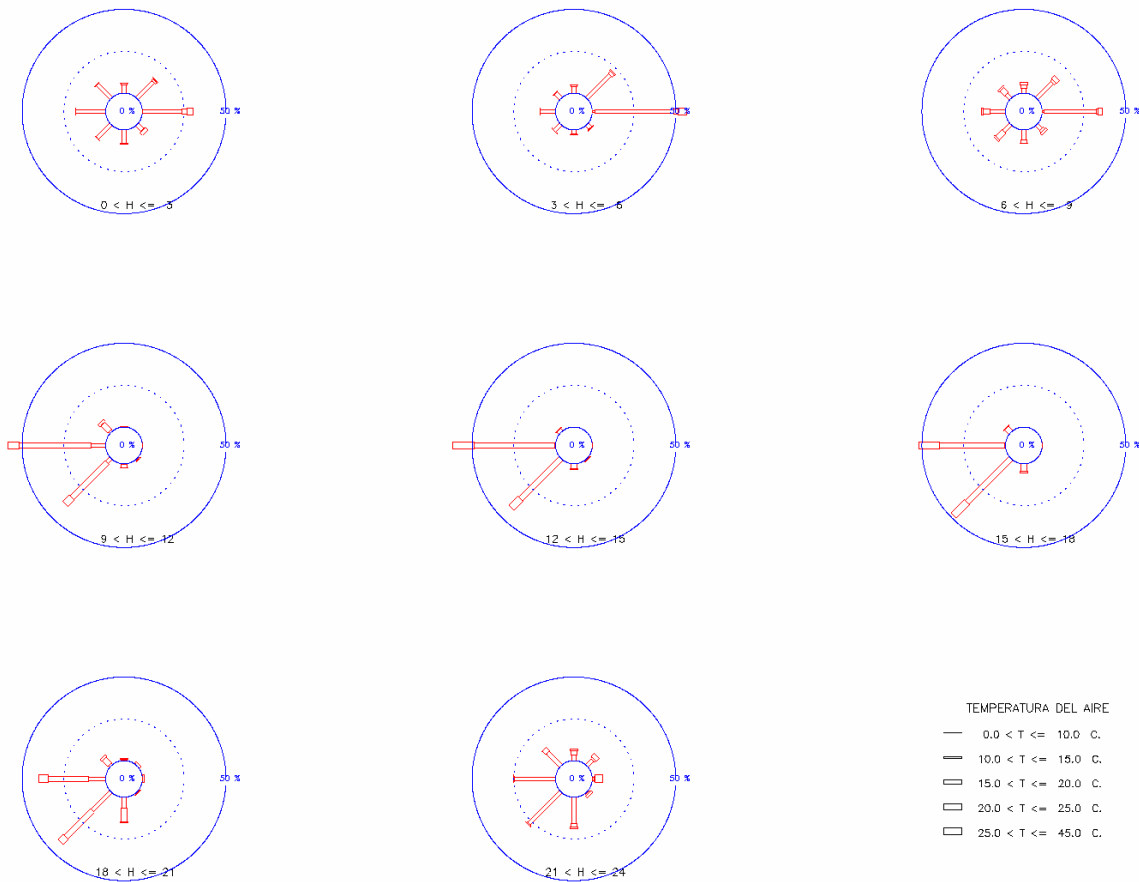 0 % 50 %
0 < H <= 3
0 % 50 %
3 < H <= 6
0 % 50 %
6 < H <= 9
0 % 50 %
9 < H <= 12
0 % 50 %
12 < H <= 15
0 % 50 %
15 < H <= 18
0 % 50 %
18 < H <= 21
0 % 50 %
21 < H <= 24
TEMPERATURA DEL AIRE
0.0 < T <= 10.0 C.
10.0 < T <= 15.0 C.
15.0 < T <= 20.0 C.
20.0 < T <= 25.0 C.
25.0 < T <= 45.0 C.